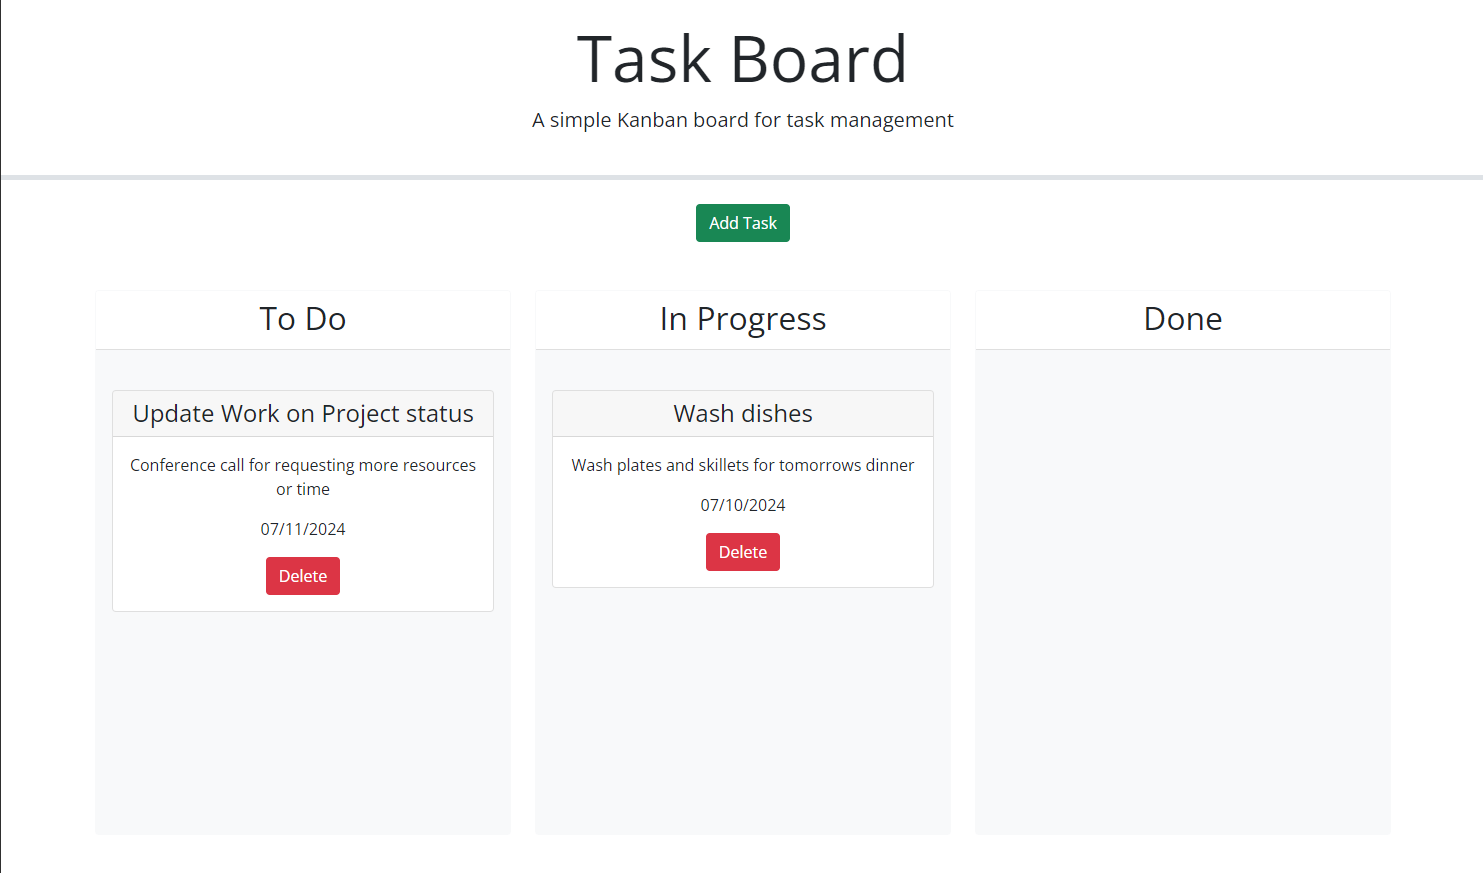 Task Board
A simple Kanban board for task management
Add Task
To Do
Update Work on Project status
Conference call for requesting more resources
or time
07/11/2024
Delete
In Progress
Wash dishes
Wash plates and skillets for tomorrows dinner
07/10/2024
Delete
Done